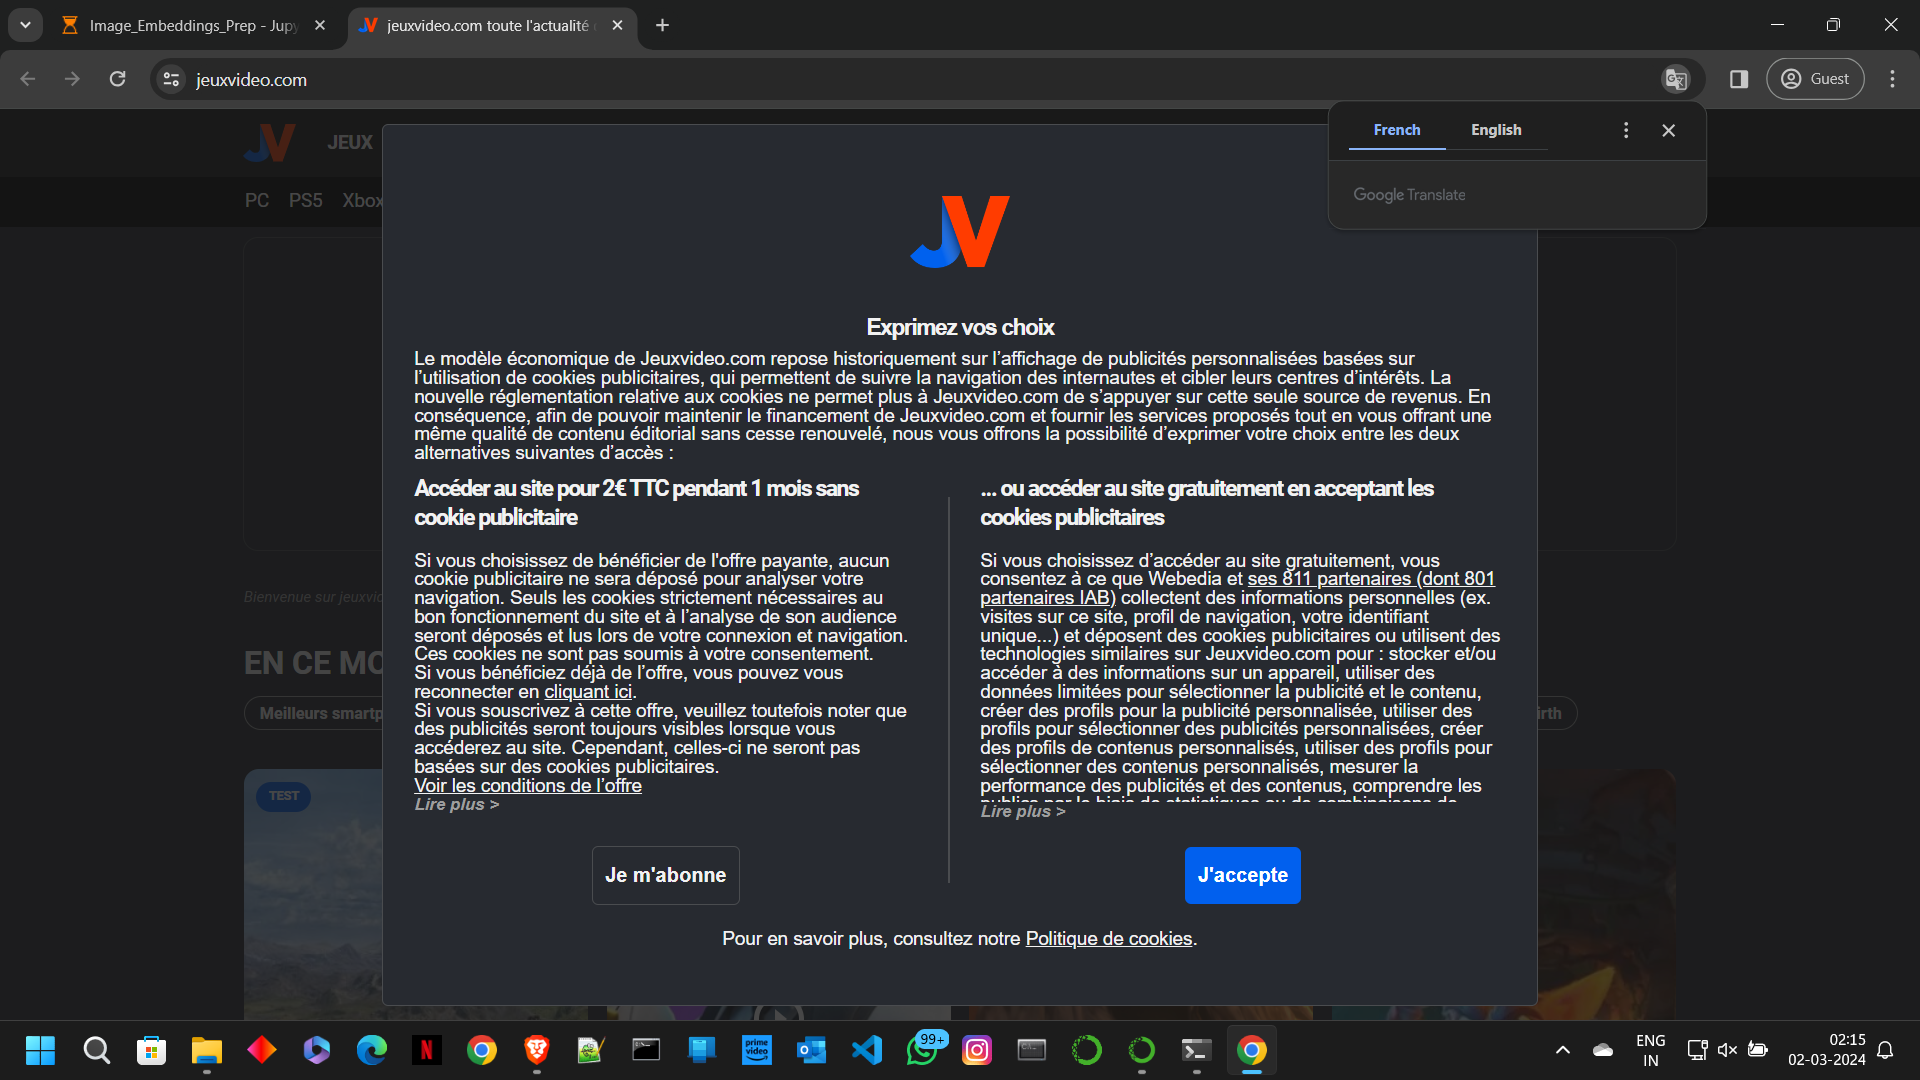 Image_Embeddings_Prep - Jupy
jeuxvideo.com toute l'actualité
jeuxvideo.com
Guest
French
English
Google Translate
JV
JEUX
PC
PS5
Xbox
JV
Exprimez vos choix
Le modèle économique de Jeuxvideo.com repose historiquement sur l’affichage de publicités personnalisées basées sur
l’utilisation de cookies publicitaires, qui permettent de suivre la navigation des internautes et cibler leurs centres d’intérêts. La
nouvelle réglementation relative aux cookies ne permet plus à Jeuxvideo.com de s’appuyer sur cette seule source de revenus. En
conséquence, afin de pouvoir maintenir le financement de Jeuxvideo.com et fournir les services proposés tout en vous offrant une
même qualité de contenu éditorial sans cesse renouvelé, nous vous offrons la possibilité d’exprimer votre choix entre les deux
alternatives suivantes d’accès :
Accéder au site pour 2€ TTC pendant 1 mois sans
cookie publicitaire
Si vous choisissez de bénéficier de l'offre payante, aucun
cookie publicitaire ne sera déposé pour analyser votre
navigation. Seuls les cookies strictement nécessaires au
bon fonctionnement du site et à l’analyse de son audience
seront déposés et lus lors de votre connexion et navigation.
Ces cookies ne sont pas soumis à votre consentement.
Si vous bénéficiez déjà de l’offre, vous pouvez vous
reconnecter en cliquant ici.
Si vous souscrivez à cette offre, veuillez toutefois noter que
des publicités seront toujours visibles lorsque vous
accéderez au site. Cependant, celles-ci ne seront pas
basées sur des cookies publicitaires.
Voir les conditions de l’offre
Lire plus >
Je m'abonne
... ou accéder au site gratuitement en acceptant les
cookies publicitaires
Si vous choisissez d’accéder au site gratuitement, vous
consentez à ce que Webedia et ses 811 partenaires (dont 801
partenaires IAB) collectent des informations personnelles (ex.
visites sur ce site, profil de navigation, votre identifiant
unique...) et déposent des cookies publicitaires ou utilisent des
technologies similaires sur Jeuxvideo.com pour : stocker et/ou
accéder à des informations sur un appareil, utiliser des
données limitées pour sélectionner la publicité et le contenu,
créer des profils pour la publicité personnalisée, utiliser des
profils pour sélectionner des publicités personnalisées, créer
des profils de contenus personnalisés, utiliser des profils pour
sélectionner des contenus personnalisés, mesurer la
performance des publicités et des contenus, comprendre les
publics par le biais de statistiques ou de combinaisons de
Lire plus >
J'accepte
Pour en savoir plus, consultez notre Politique de cookies.
Bienvenue sur jeuxvid
EN CE MO
Meilleurs smartp
irth
TEST
prime
video
99+
ENG
IN
02:15
02-03-2024